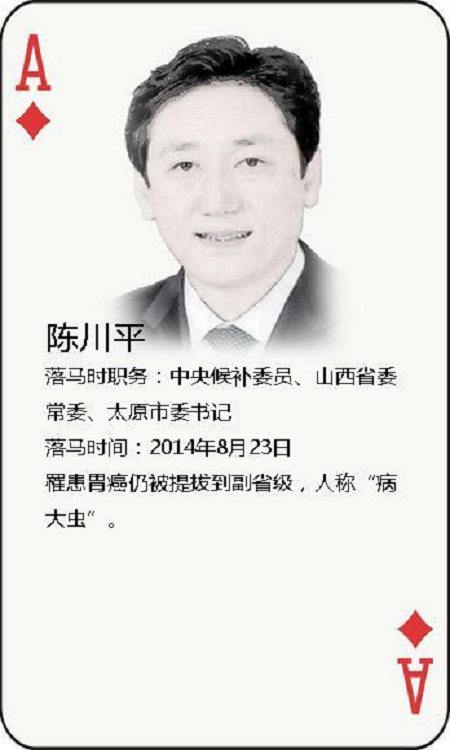 A
陈川平
落马时职务：中央候补委员、山西省委
常委、太原市委书记
落马时间：2014年8月23日
罹患胃癌仍被提拔到副省级，人称“病
大虫”。
A